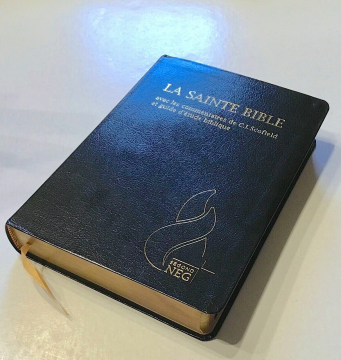 LA SAINTE BIBLE
avec les commentaires de C.I. Scofield
et guide d'étude biblique
SEGOND
NEG